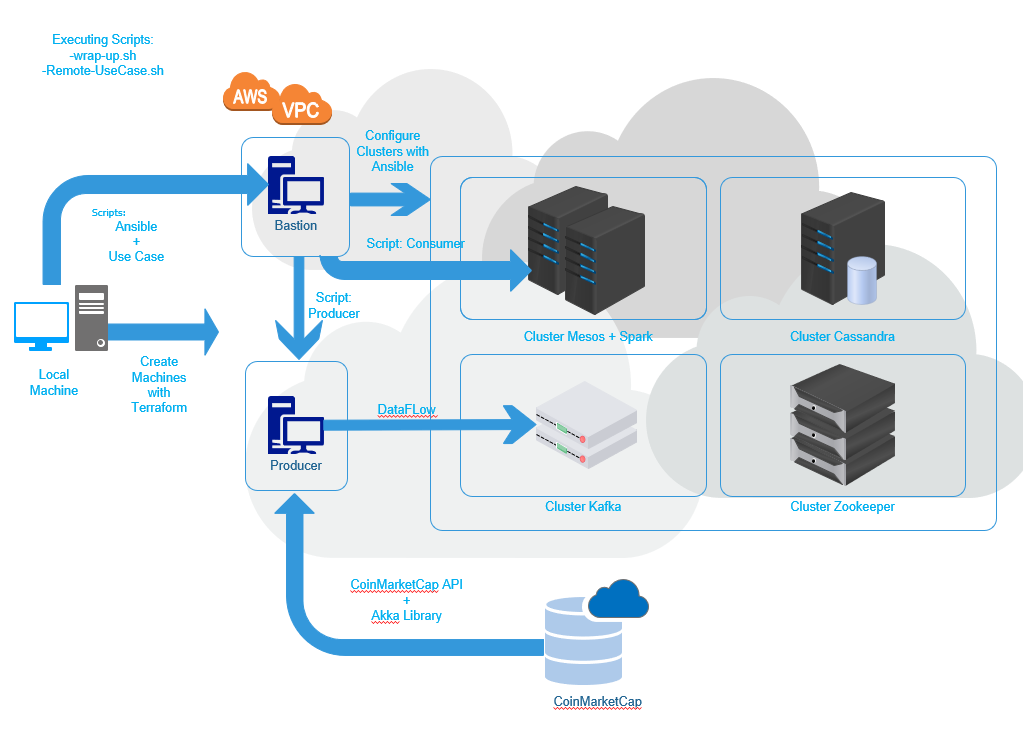 Executing Scripts:
-wrap-up.sh
-Remote-UseCase.sh
AWS
VPC
Configure
Clusters with
Ansible
Scripts:
Ansible
+
Use Case
Bastion
Script: Consumer
Script:
Producer
Cluster Mesos + Spark
Cluster Cassandra
Local
Machine
Create
Machines
with
Terraform
DataFLow
Producer
Cluster Kafka
Cluster Zookeeper
CoinMarketCap API
+
Akka Library
CoinMarketCap